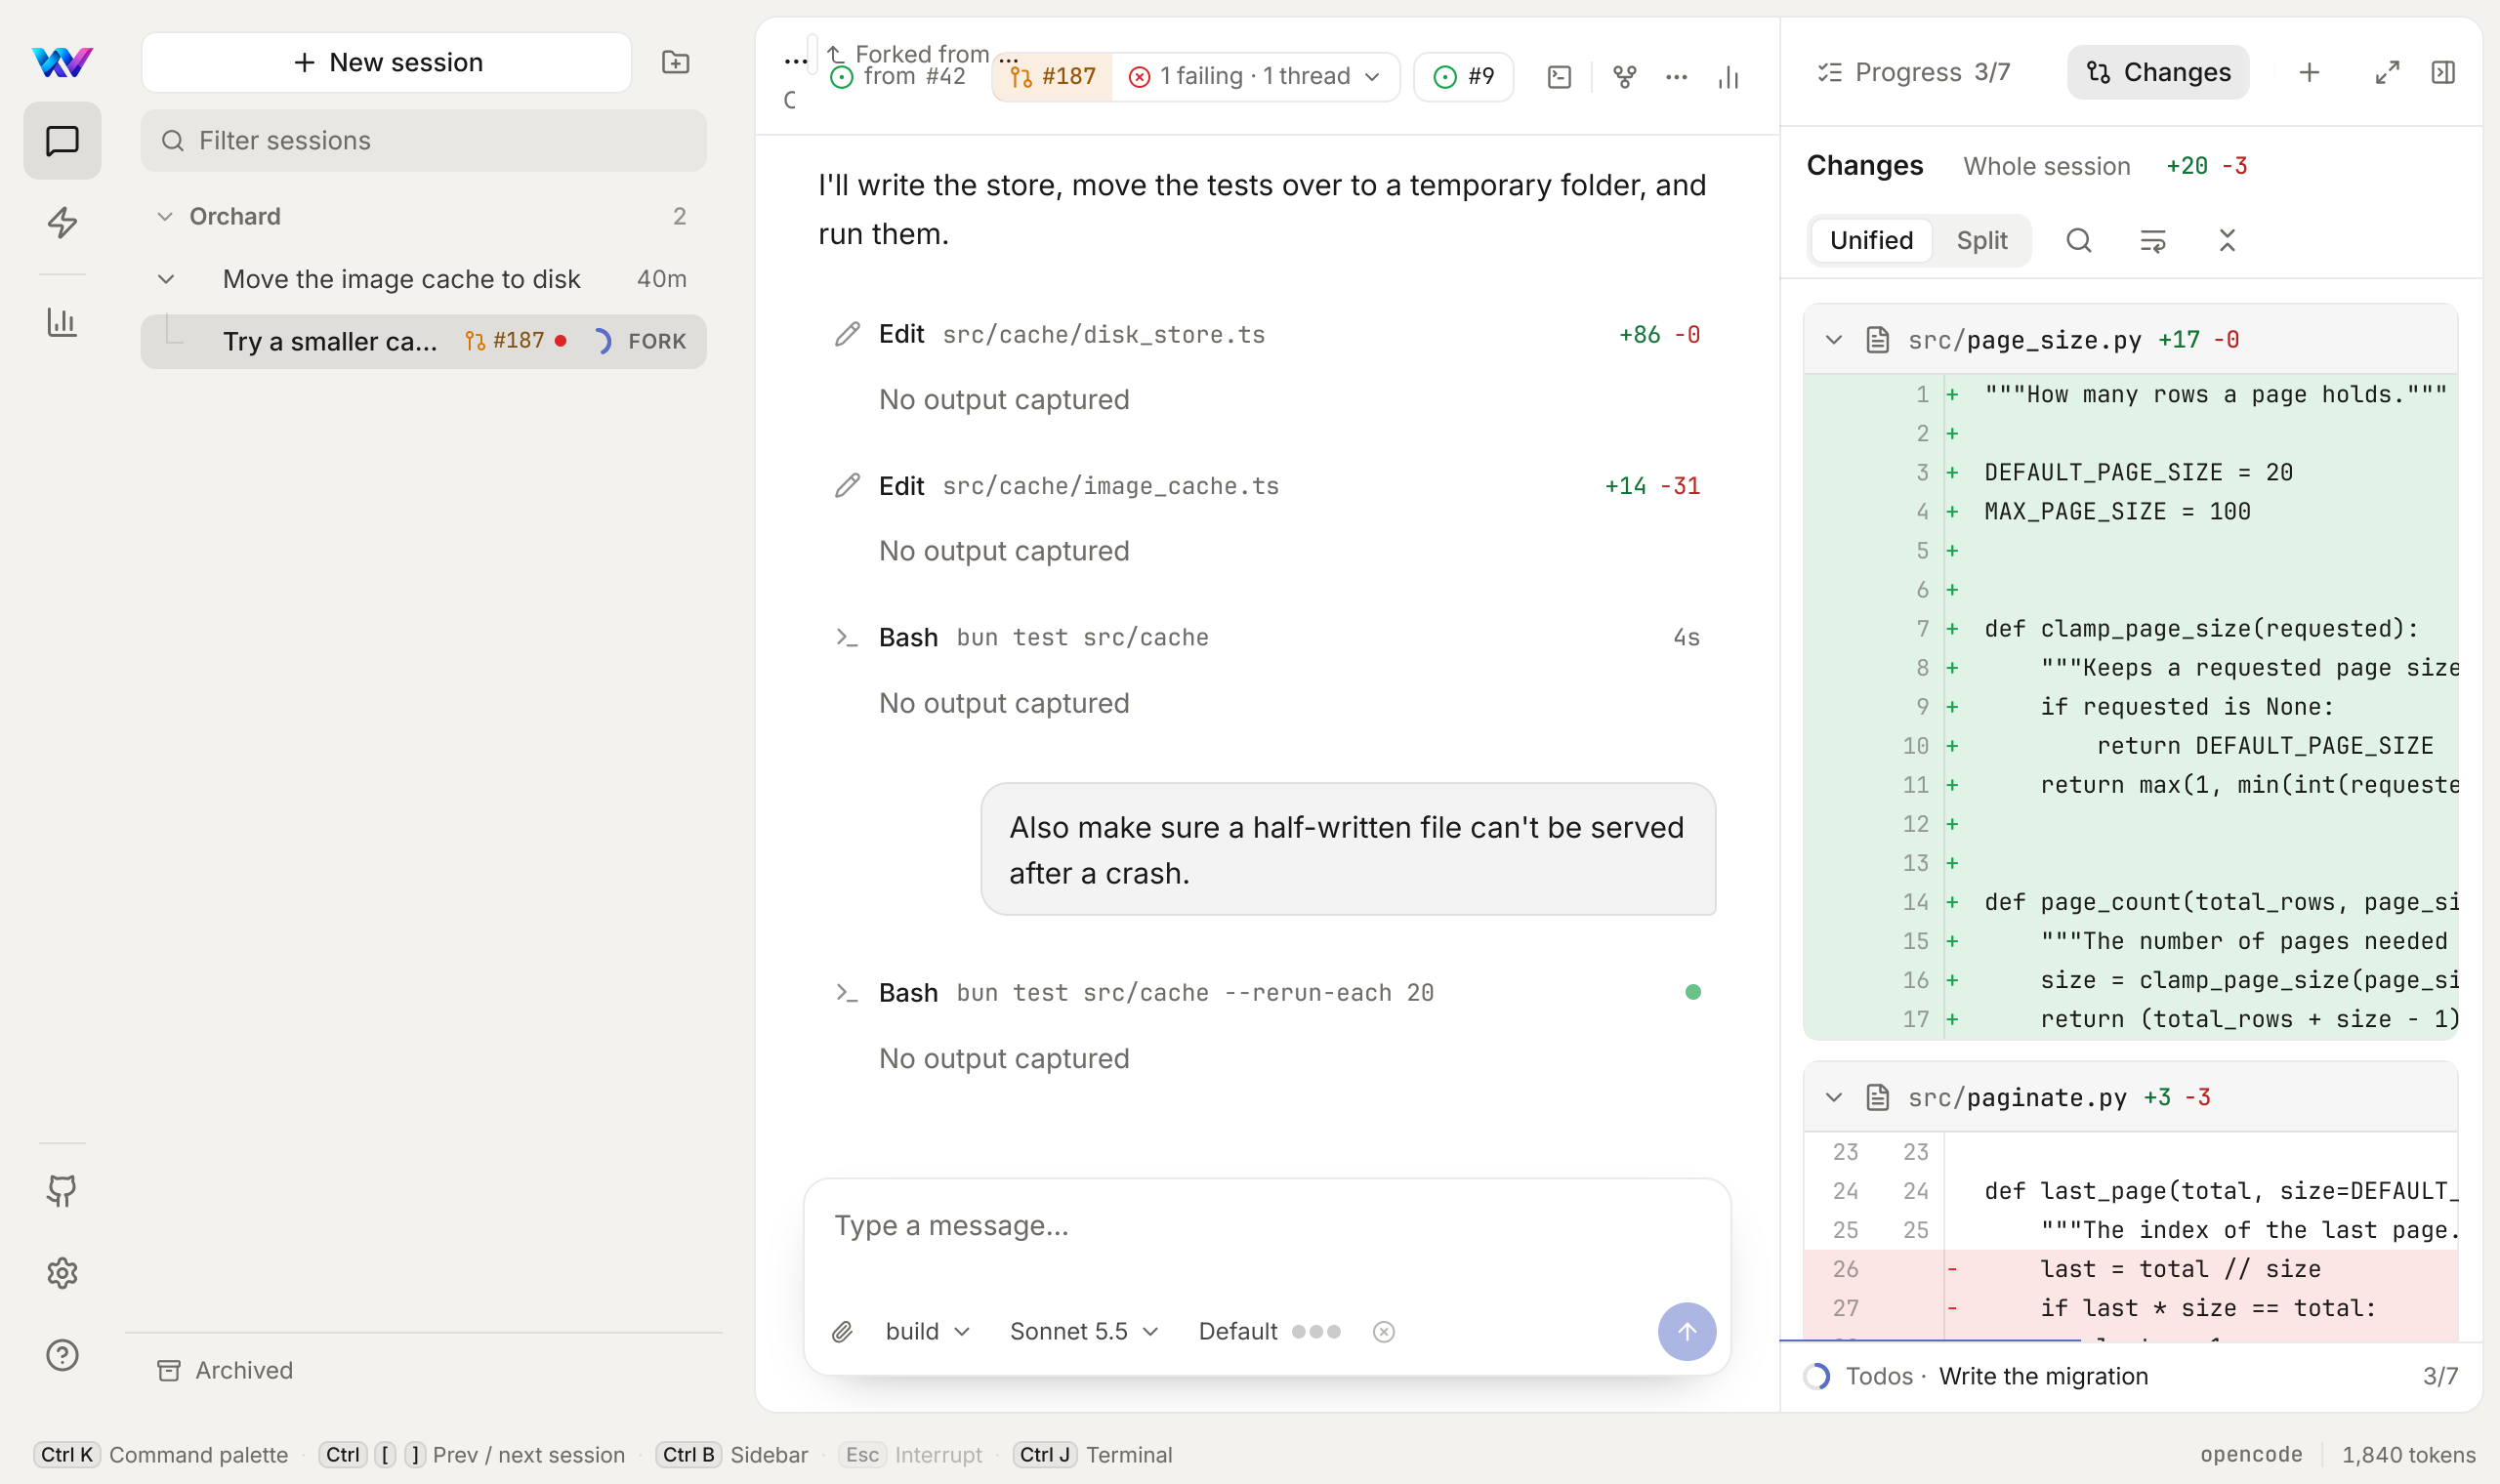 New session
Filter sessions
Orchard 2
Move the image cache to disk 40m
Try a smaller ca... #187 FORK
Archived
... Forked from ...
from #42 #187 1 failing · 1 thread #9
I'll write the store, move the tests over to a temporary folder, and
run them.
Edit src/cache/disk_store.ts +86 -0
No output captured
Edit src/cache/image_cache.ts +14 -31
No output captured
Bash bun test src/cache 4s
No output captured
Also make sure a half-written file can't be served
after a crash.
Bash bun test src/cache --rerun-each 20
No output captured
Type a message...
build Sonnet 5.5 Default
Progress 3/7 Changes
Changes Whole session +20 -3
Unified Split
src/page_size.py +17 -0
1 + """How many rows a page holds."""
2 +
3 + DEFAULT_PAGE_SIZE = 20
4 + MAX_PAGE_SIZE = 100
5 +
6 +
7 + def clamp_page_size(requested):
8 + """Keeps a requested page size
9 + if requested is None:
10 + return DEFAULT_PAGE_SIZE
11 + return max(1, min(int(requeste
12 +
13 +
14 + def page_count(total_rows, page_si
15 + """The number of pages needed
16 + size = clamp_page_size(page_si
17 + return (total_rows + size - 1)
src/paginate.py +3 -3
23 23
24 24 def last_page(total, size=DEFAULT_
25 25 """The index of the last page.
26 - last = total // size
27 - if last * size == total:
Todos · Write the migration 3/7
Ctrl K Command palette · Ctrl [ ] Prev / next session · Ctrl B Sidebar · Esc Interrupt · Ctrl J Terminal
opencode 1,840 tokens